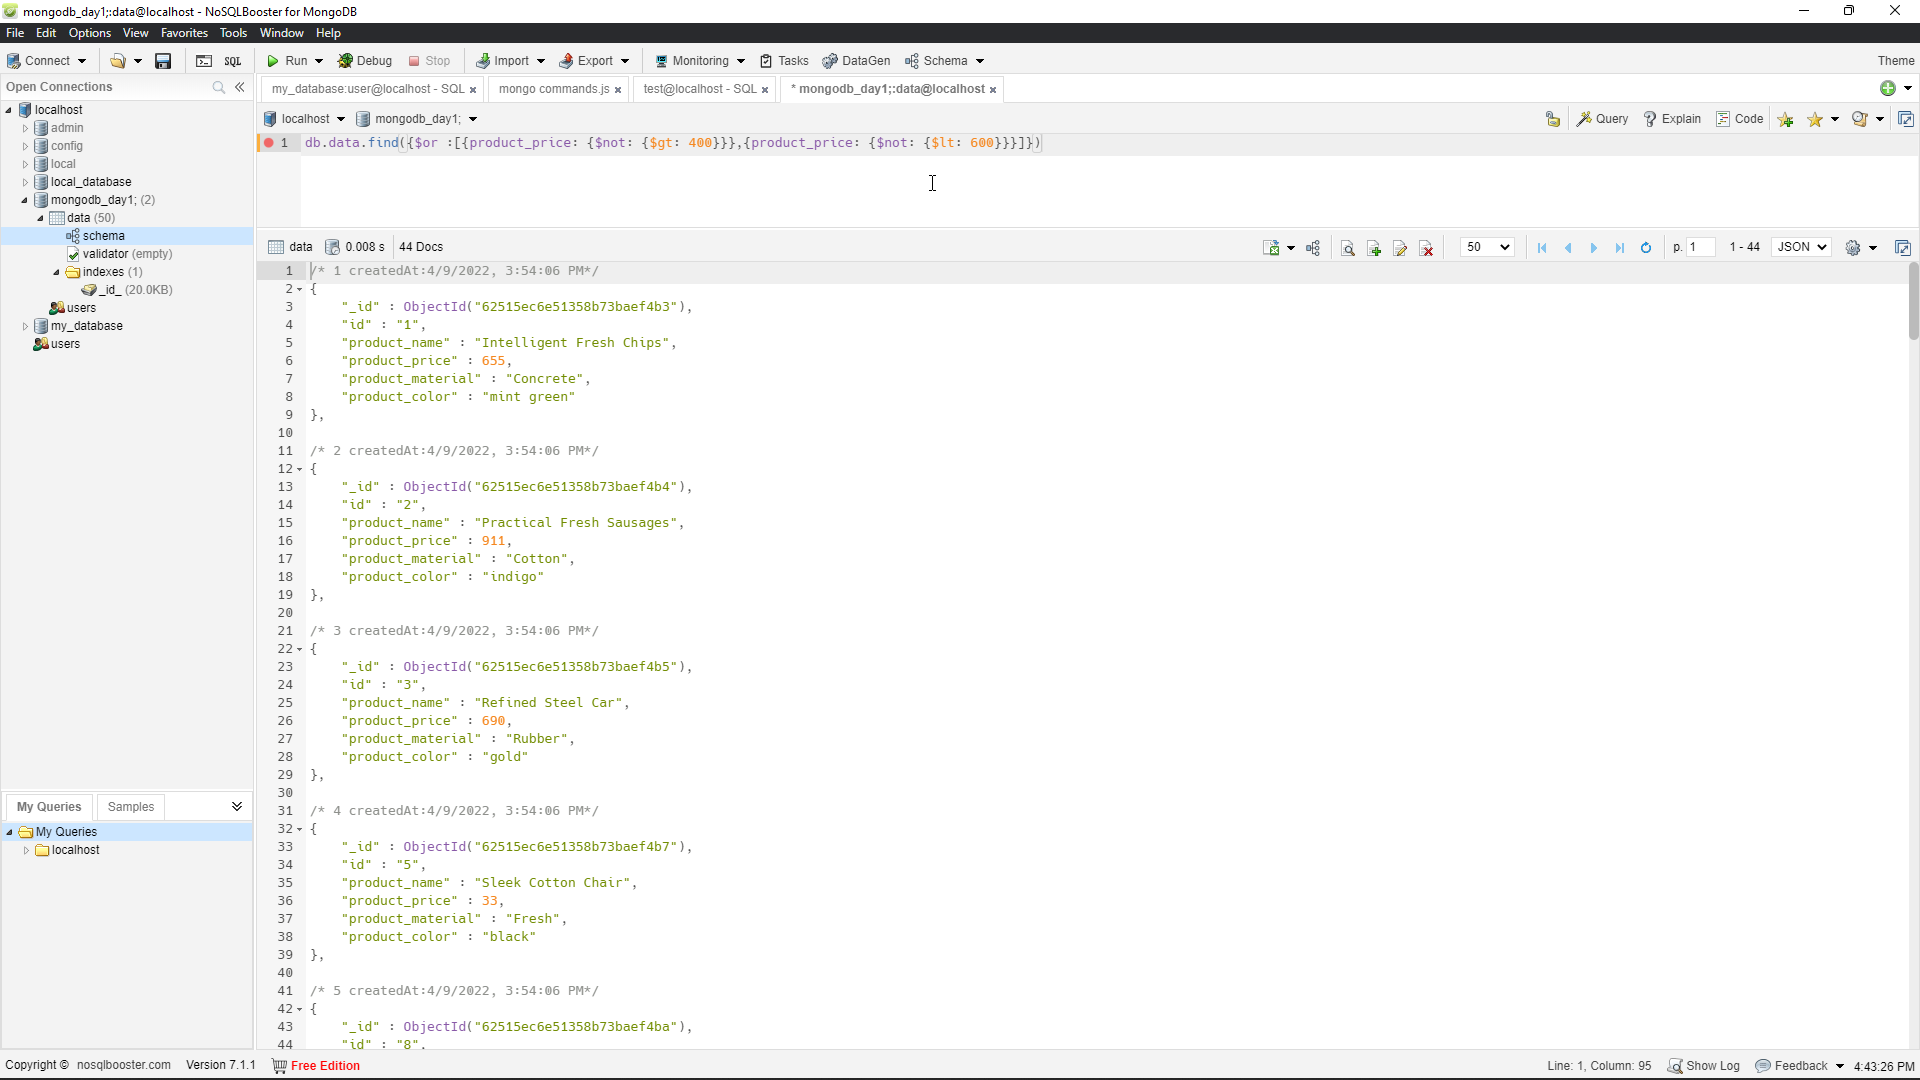 mongodb_day1;:data@localhost - NoSQLBooster for MongoDB
File Edit Options View Favorites Tools Window Help
Connect SQL Run Debug Stop Import Export Monitoring Tasks DataGen Schema Theme
Open Connections
localhost
admin
config
local
local_database
mongodb_day1; (2)
data (50)
schema
validator (empty)
indexes (1)
_id_ (20.0KB)
users
my_database
users
My Queries Samples
My Queries
localhost
my_database:user@localhost - SQL mongo commands.js test@localhost - SQL * mongodb_day1;:data@localhost
localhost mongodb_day1; Query Explain Code
1 db.data.find({$or :[{product_price: {$not: {$gt: 400}}},{product_price: {$not: {$lt: 600}}}]})
data 0.008 s 44 Docs 50 p. 1 1 - 44 JSON
1 /* 1 createdAt:4/9/2022, 3:54:06 PM*/
2 {
3 "_id" : ObjectId("62515ec6e51358b73baef4b3"),
4 "id" : "1",
5 "product_name" : "Intelligent Fresh Chips",
6 "product_price" : 655,
7 "product_material" : "Concrete",
8 "product_color" : "mint green"
9 },
10
11 /* 2 createdAt:4/9/2022, 3:54:06 PM*/
12 {
13 "_id" : ObjectId("62515ec6e51358b73baef4b4"),
14 "id" : "2",
15 "product_name" : "Practical Fresh Sausages",
16 "product_price" : 911,
17 "product_material" : "Cotton",
18 "product_color" : "indigo"
19 },
20
21 /* 3 createdAt:4/9/2022, 3:54:06 PM*/
22 {
23 "_id" : ObjectId("62515ec6e51358b73baef4b5"),
24 "id" : "3",
25 "product_name" : "Refined Steel Car",
26 "product_price" : 690,
27 "product_material" : "Rubber",
28 "product_color" : "gold"
29 },
30
31 /* 4 createdAt:4/9/2022, 3:54:06 PM*/
32 {
33 "_id" : ObjectId("62515ec6e51358b73baef4b7"),
34 "id" : "5",
35 "product_name" : "Sleek Cotton Chair",
36 "product_price" : 33,
37 "product_material" : "Fresh",
38 "product_color" : "black"
39 },
40
41 /* 5 createdAt:4/9/2022, 3:54:06 PM*/
42 {
43 "_id" : ObjectId("62515ec6e51358b73baef4ba"),
44 "id" : "8",
Copyright © nosqlbooster.com Version 7.1.1 Free Edition Line: 1, Column: 95 Show Log Feedback 4:43:26 PM